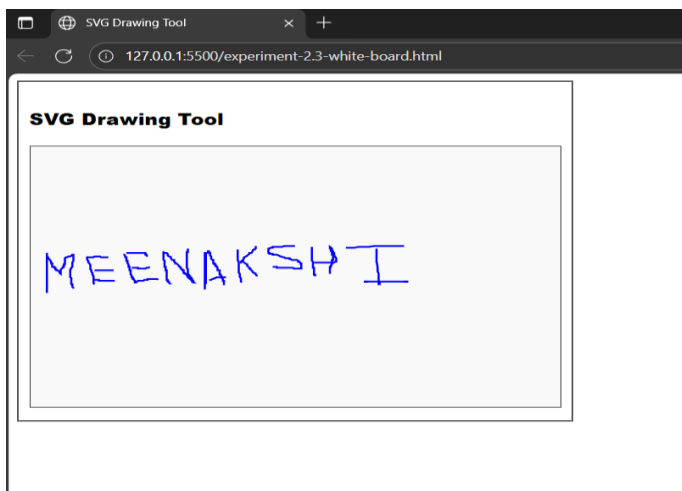 SVG Drawing Tool
127.0.0.1:5500/experiment-2.3-white-board.html
SVG Drawing Tool
MEENAKSHI